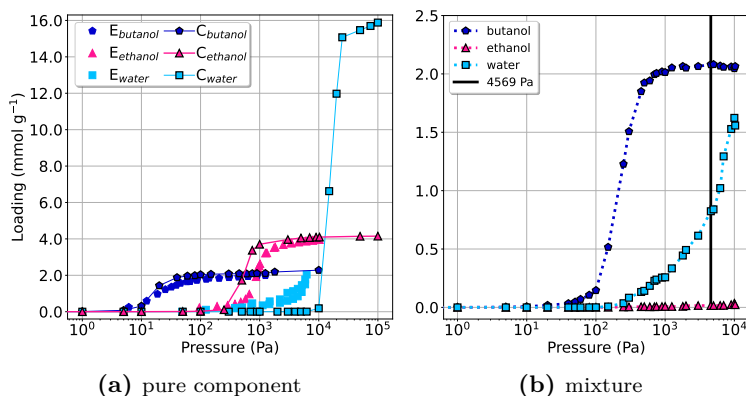 E_butanol C_butanol
E_ethanol C_ethanol
E_water C_water
16.0
14.0
12.0
10.0
8.0
6.0
4.0
2.0
0.0
Loading (mmol g⁻¹)
10⁰ 10¹ 10² 10³ 10⁴ 10⁵
Pressure (Pa)
(a) pure component
butanol
ethanol
water
4569 Pa
2.5
2.0
1.5
1.0
0.5
0.0
10⁰ 10¹ 10² 10³ 10⁴
Pressure (Pa)
(b) mixture